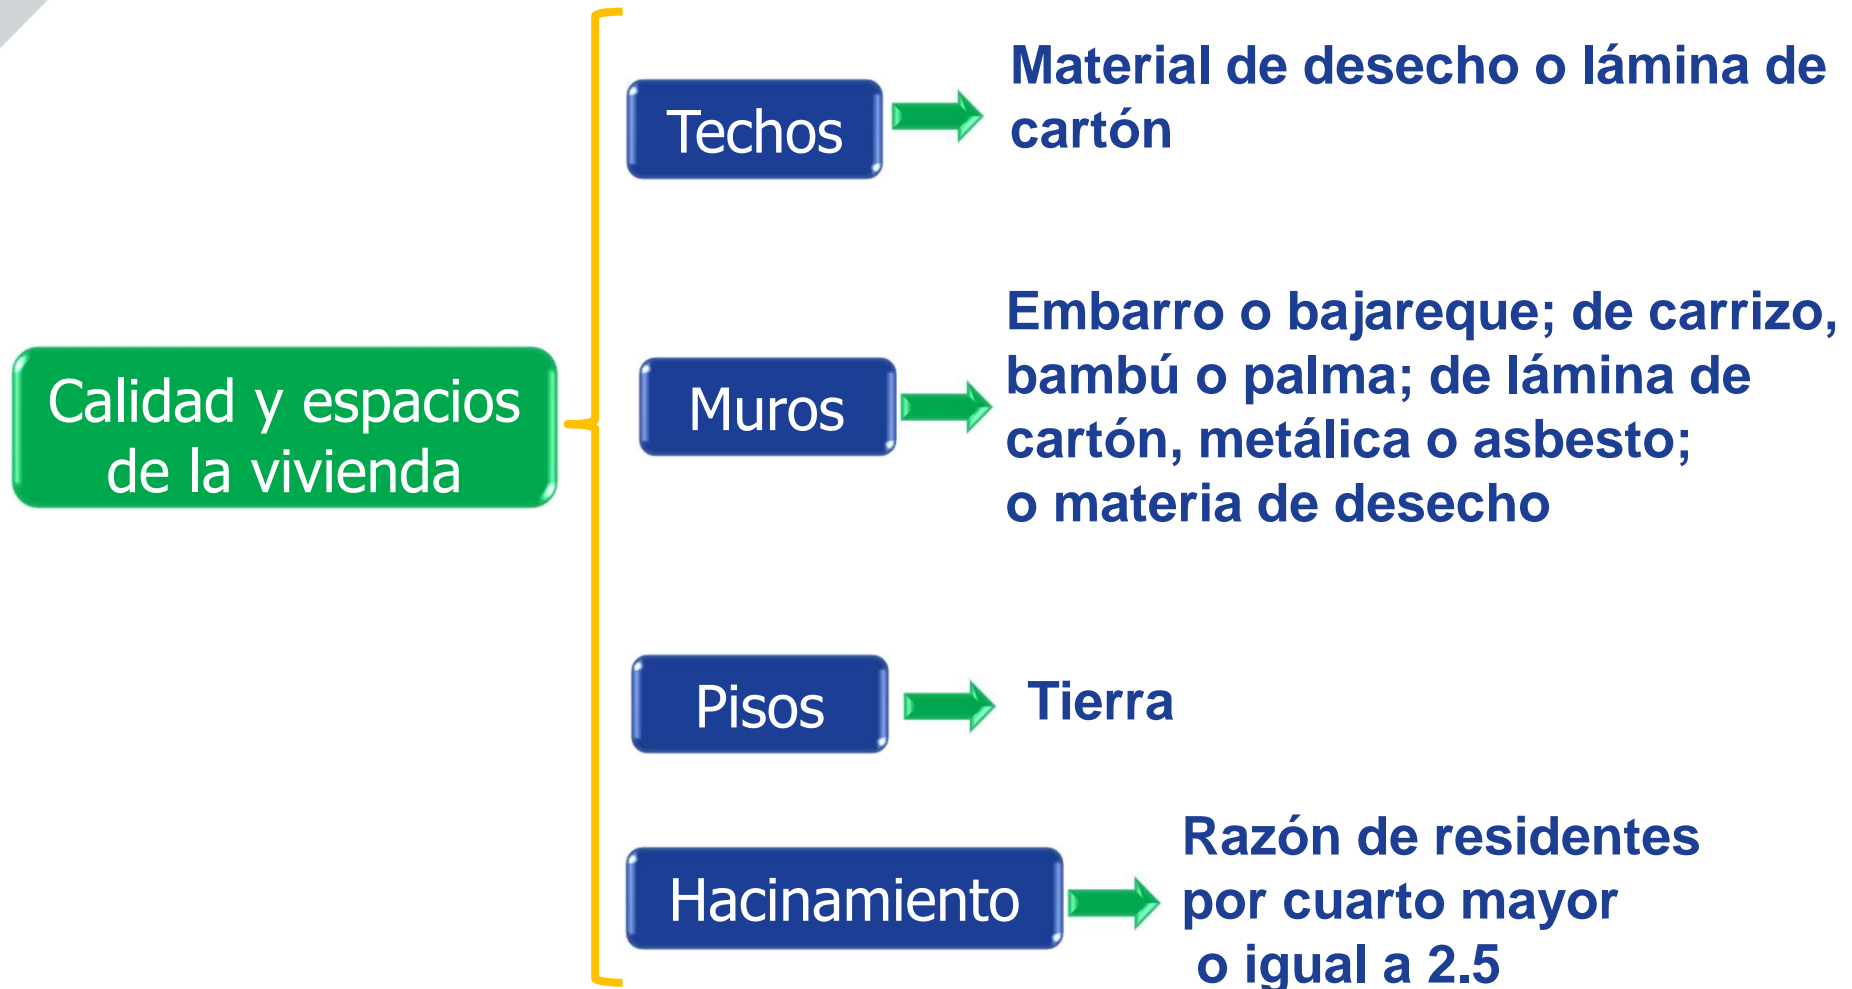 Calidad y espacios
de la vivienda
Techos
Material de desecho o lámina de
cartón
Muros
Embarro o bajareque; de carrizo,
bambú o palma; de lámina de
cartón, metálica o asbesto;
o materia de desecho
Pisos
Tierra
Hacinamiento
Razón de residentes
por cuarto mayor
o igual a 2.5